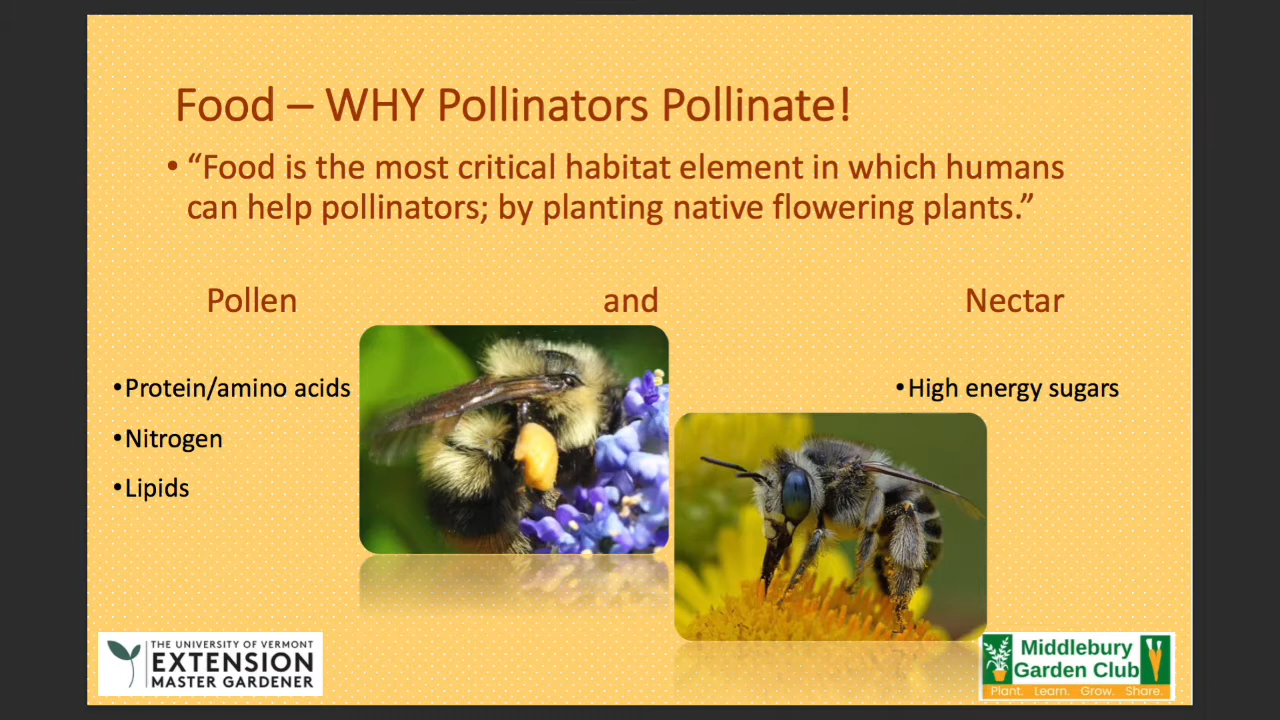 Food – WHY Pollinators Pollinate!
• “Food is the most critical habitat element in which humans
can help pollinators; by planting native flowering plants.”
Pollen and Nectar
•Protein/amino acids
•Nitrogen
•Lipids
•High energy sugars
THE UNIVERSITY OF VERMONT
EXTENSION
MASTER GARDENER
Middlebury
Garden Club
Plant. Learn. Grow. Share.